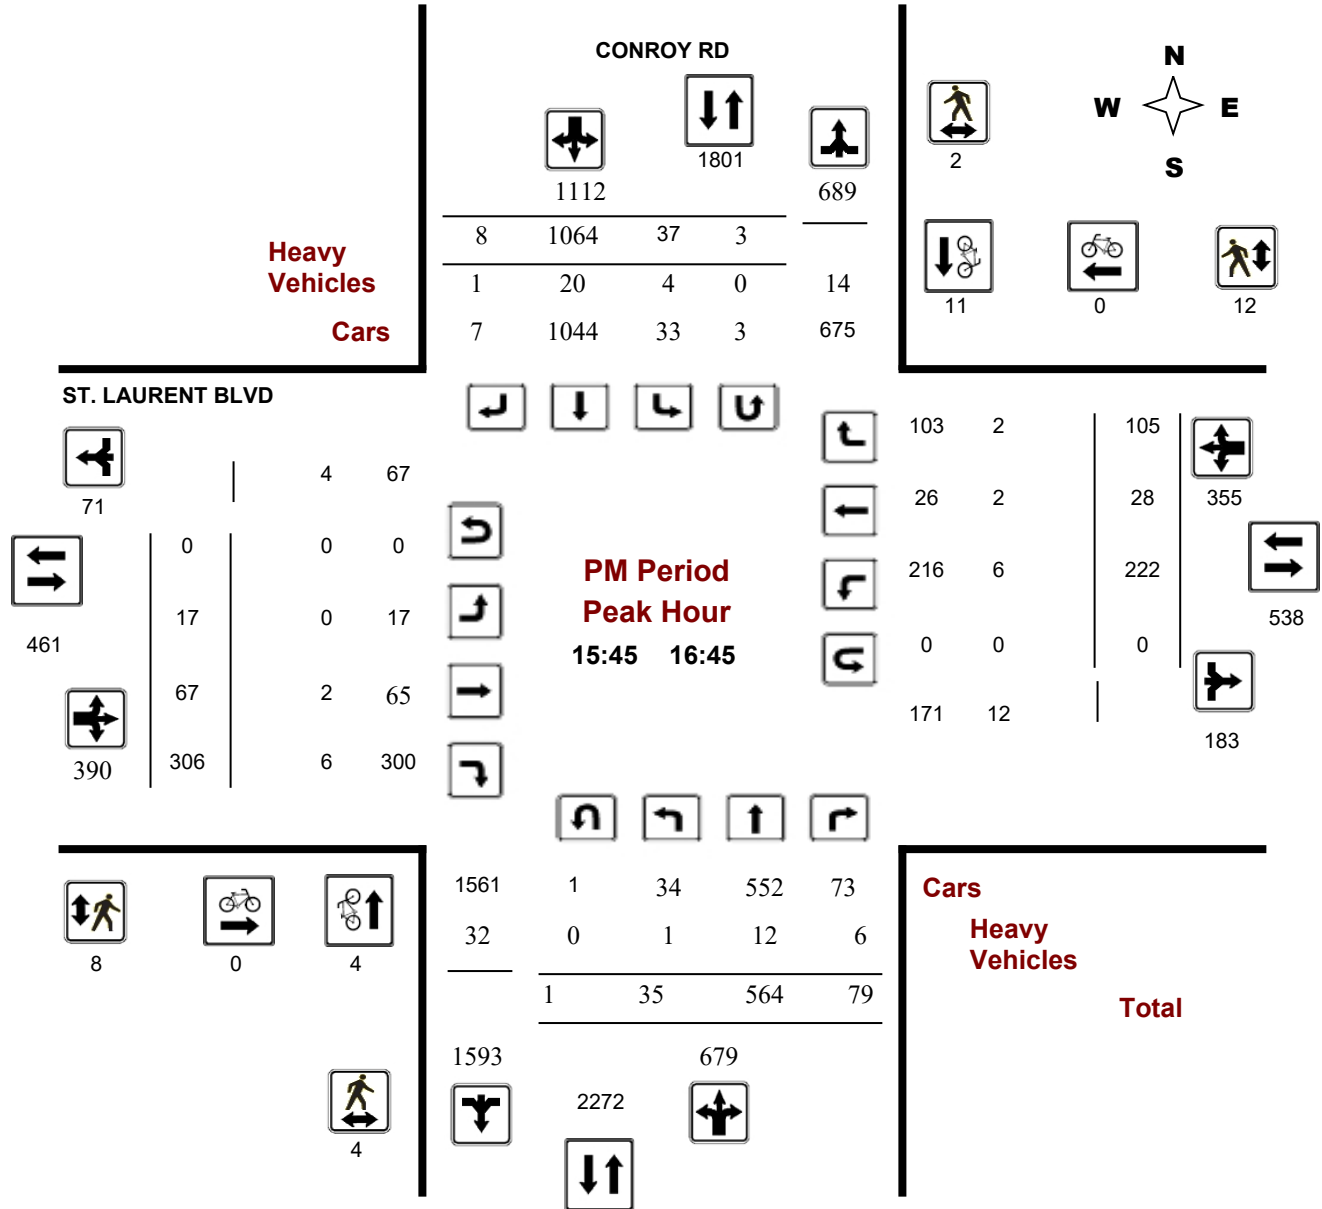 CONROY RD
N
W E
S
1801
2
1112 689
8 1064 37 3
Heavy
Vehicles 1 20 4 0 14
Cars 7 1044 33 3 675
11 0 12
ST. LAURENT BLVD
103 2 105
4 67
71
26 2 28 355
0 0 0
PM Period
216 6 222
Peak Hour
17 0 17
538
461
15:45 16:45
0 0 0
67 2 65
171 12
183
390 306 6 300
1561 1 34 552 73 Cars
32 0 1 12 6 Heavy
Vehicles
8 0 4
1 35 564 79 Total
1593 679
2272
4